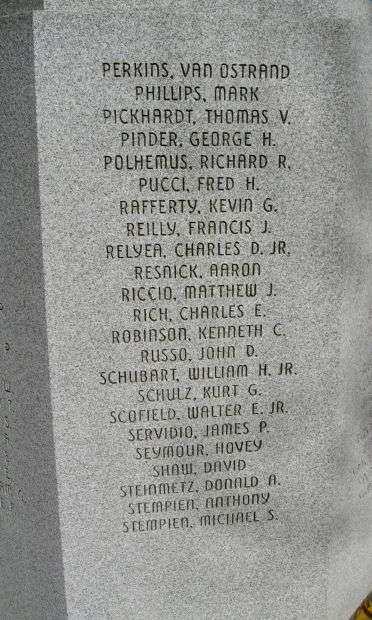 PERKINS, VAN OSTRAND
PHILLIPS, MARK
PICKHARDT, THOMAS V.
PINDER, GEORGE H.
POLHEMUS, RICHARD R.
PUCCI, FRED H.
RAFFERTY, KEVIN G.
REILLY, FRANCIS J.
RELYEA, CHARLES D. JR.
RESNICK, AARON
RICCIO, MATTHEW J.
RICH, CHARLES E.
ROBINSON, KENNETH C.
RUSSO, JOHN D.
SCHUBART, WILLIAM H. JR.
SCHULZ, KURT G.
SCOFIELD, WALTER E. JR.
SERVIDIO, JAMES P.
SEYMOUR, HOVEY
SHAW, DAVID
STEINMETZ, DONALD A.
STEMPIEN, ANTHONY
STEMPIEN, MICHAEL S.